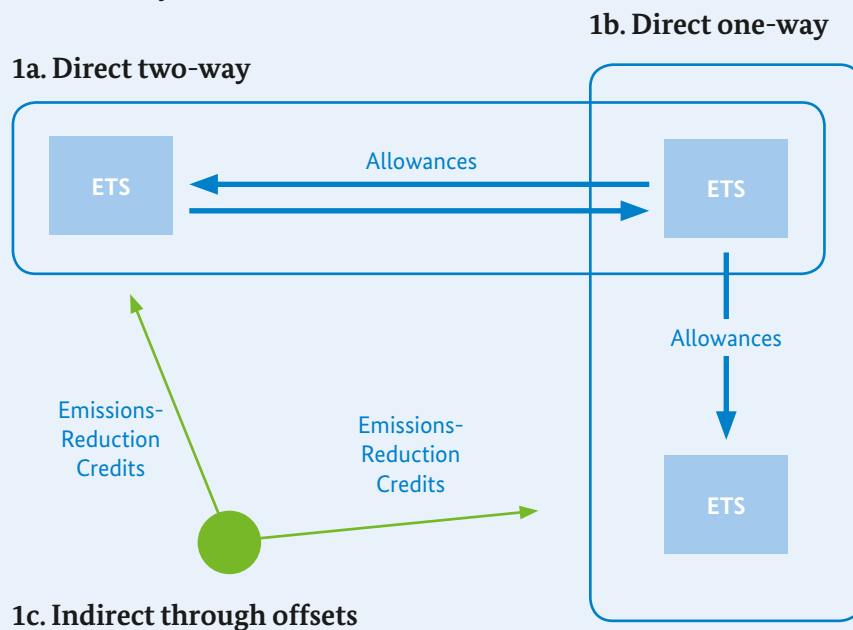 1b. Direct one-way
1a. Direct two-way
Allowances
ETS
ETS
Allowances
Emissions-
Reduction
Credits
Emissions-
Reduction
Credits
ETS
1c. Indirect through offsets